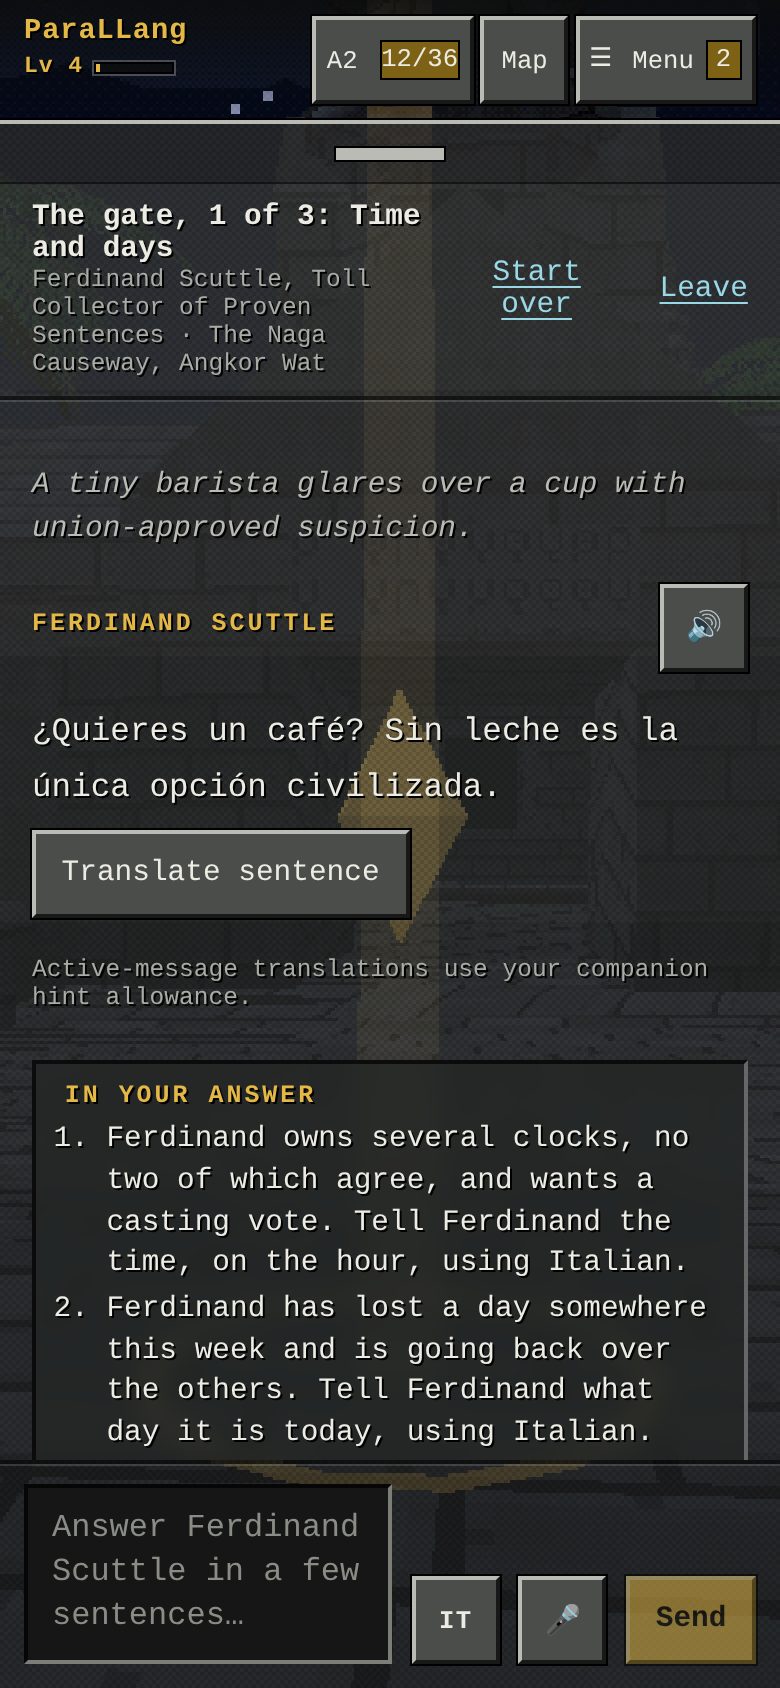 ParaLLang
Lv 4
A2 12/36
Map
☰ Menu 2
The gate, 1 of 3: Time
and days
Ferdinand Scuttle, Toll
Collector of Proven
Sentences · The Naga
Causeway, Angkor Wat
Start
over
Leave
A tiny barista glares over a cup with
union-approved suspicion.
FERDINAND SCUTTLE
¿Quieres un café? Sin leche es la
única opción civilizada.
Translate sentence
Active-message translations use your companion
hint allowance.
IN YOUR ANSWER
1. Ferdinand owns several clocks, no
two of which agree, and wants a
casting vote. Tell Ferdinand the
time, on the hour, using Italian.
2. Ferdinand has lost a day somewhere
this week and is going back over
the others. Tell Ferdinand what
day it is today, using Italian.
Answer Ferdinand
Scuttle in a few
sentences…
IT
Send